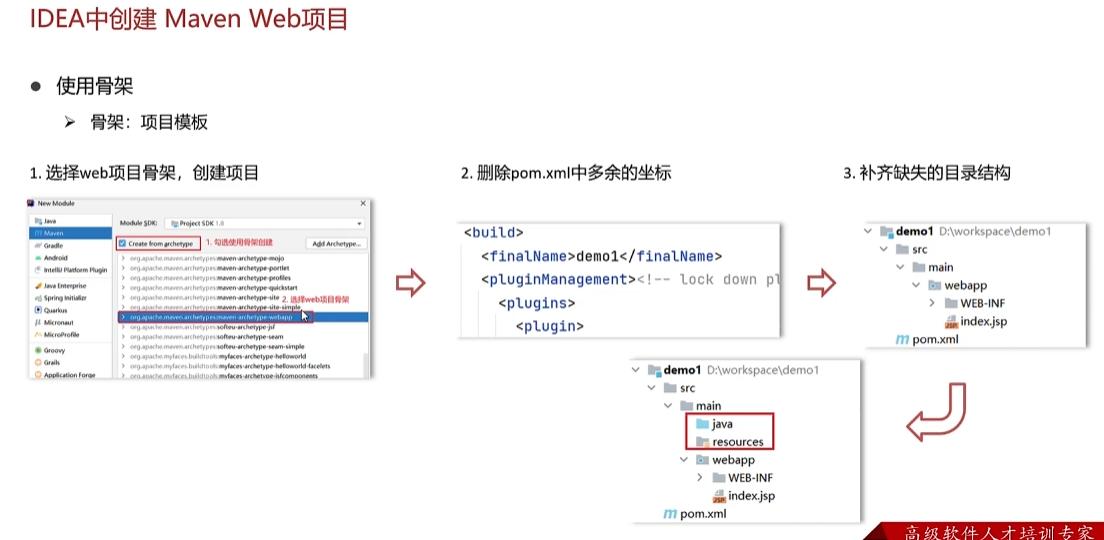 IDEA中创建 Maven Web项目
● 使用骨架
➢ 骨架：项目模板
1. 选择web项目骨架，创建项目
New Module
Java
Maven
Gradle
Android
IntelliJ Platform Plugin
Java Enterprise
Spring Initializr
Quarkus
Micronaut
MicroProfile
Groovy
Grails
Application Forge
Module SDK: Project SDK 1.8
Create from archetype 1. 勾选使用骨架创建 Add Archetype...
org.apache.maven.archetypes:maven-archetype-mojo
org.apache.maven.archetypes:maven-archetype-portlet
org.apache.maven.archetypes:maven-archetype-profiles
org.apache.maven.archetypes:maven-archetype-quickstart
org.apache.maven.archetypes:maven-archetype-site 2. 选择web项目骨架
org.apache.maven.archetypes:maven-archetype-site-simple
org.apache.maven.archetypes:maven-archetype-webapp
org.apache.maven.archetypes:softeu-archetype-jsf
org.apache.maven.archetypes:softeu-archetype-seam
org.apache.maven.archetypes:softeu-archetype-seam-simple
org.apache.myfaces.buildtools:myfaces-archetype-helloworld
org.apache.myfaces.buildtools:myfaces-archetype-helloworld-facelets
org.apache.myfaces.buildtools:myfaces-archetype-jsfcomponents
2. 删除pom.xml中多余的坐标
<build>
<finalName>demo1</finalName>
<pluginManagement><!-- lock down pl
<plugins>
<plugin>
3. 补齐缺失的目录结构
demo1 D:\workspace\demo1
src
main
webapp
WEB-INF
index.jsp
pom.xml
demo1 D:\workspace\demo1
src
main
java
resources
webapp
WEB-INF
index.jsp
pom.xml
高级软件人才培训专家